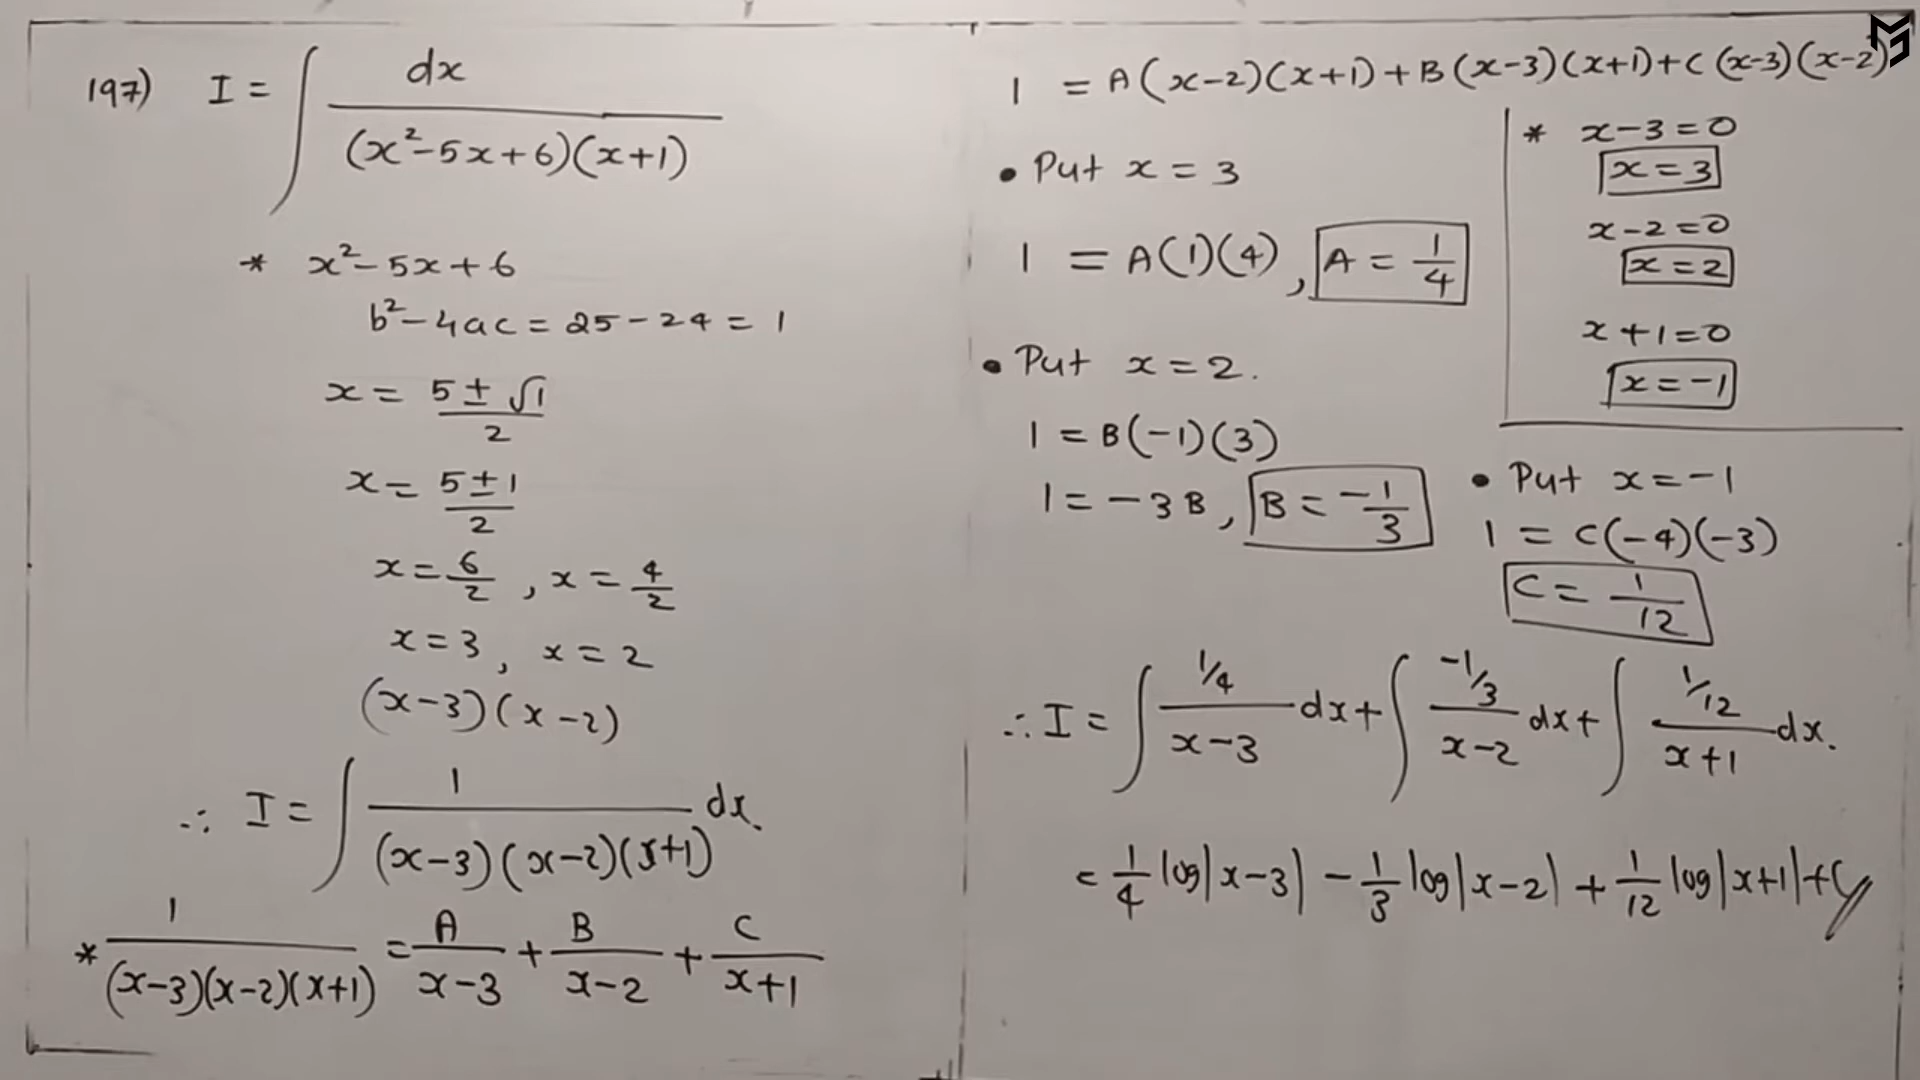 197) I = ∫ dx / (x²-5x+6)(x+1)
* x²-5x+6
b²-4ac = 25-24 = 1
x = 5±√1 / 2
x = 5±1 / 2
x = 6/2 , x = 4/2
x = 3 , x = 2
(x-3)(x-2)
∴ I = ∫ 1 / (x-3)(x-2)(x+1) dx.
* 1 / (x-3)(x-2)(x+1) = A / x-3 + B / x-2 + C / x+1
1 = A(x-2)(x+1)+B(x-3)(x+1)+C(x-3)(x-2)
* x-3=0
x=3
x-2=0
x=2
x+1=0
x=-1
• Put x = 3
1 = A(1)(4) , A = 1/4
• Put x = 2.
1 = B(-1)(3)
1 = -3B , B = -1/3
• Put x = -1
1 = C(-4)(-3)
C = 1/12
∴ I = ∫ 1/4 / x-3 dx + ∫ -1/3 / x-2 dx + ∫ 1/12 / x+1 dx.
= 1/4 log|x-3| - 1/3 log|x-2| + 1/12 log|x+1| + C //